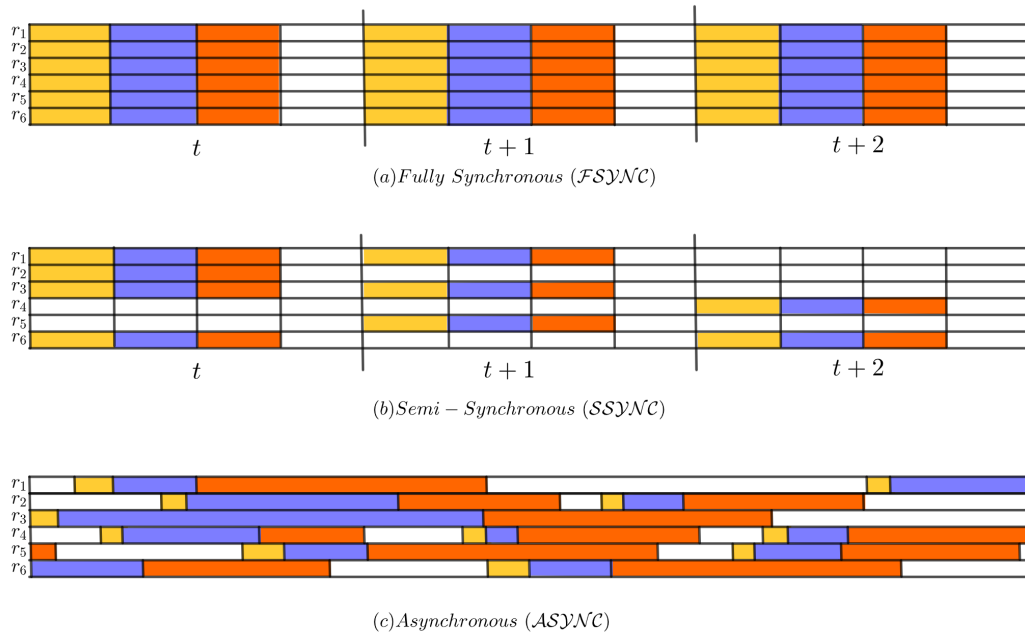 r₁
r₂
r₃
r₄
r₅
r₆
t t + 1 t + 2
(a)Fully Synchronous (𝓕𝓢𝓨𝓝𝓒)
r₁
r₂
r₃
r₄
r₅
r₆
t t + 1 t + 2
(b)Semi − Synchronous (𝓢𝓢𝓨𝓝𝓒)
r₁
r₂
r₃
r₄
r₅
r₆
(c)Asynchronous (𝓐𝓢𝓨𝓝𝓒)